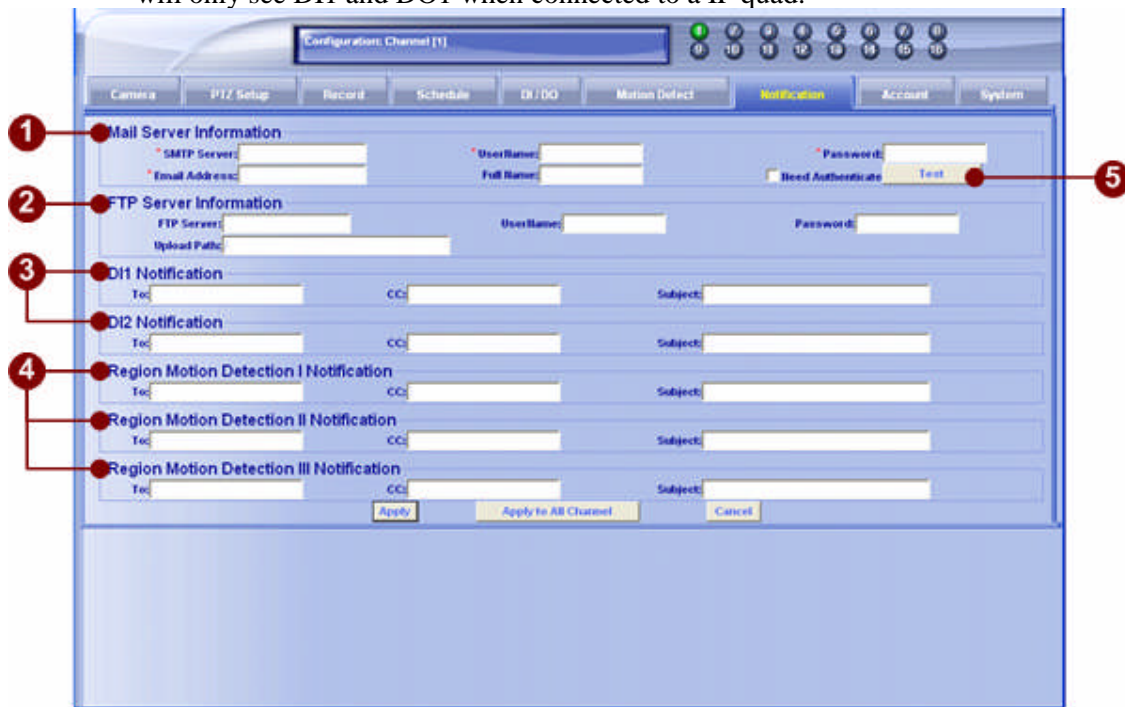 will only see DI1 and DO1 when connected to a IP quad.
Configuration: Channel [1]
1 2 3 4 5 6 7 8
9 10 11 12 13 14 15 16
Camera PTZ Setup Record Schedule DI / DO Motion Detect Notification Account System
1 Mail Server Information
* SMTP Server: * UserName: * Password:
* Email Address: Full Name: Need Authenticate Test 5
2 FTP Server Information
FTP Server: UserName: Password:
Upload Path:
3 DI1 Notification
To: CC: Subject:
DI2 Notification
To: CC: Subject:
4 Region Motion Detection I Notification
To: CC: Subject:
Region Motion Detection II Notification
To: CC: Subject:
Region Motion Detection III Notification
To: CC: Subject:
Apply Apply to All Channel Cancel